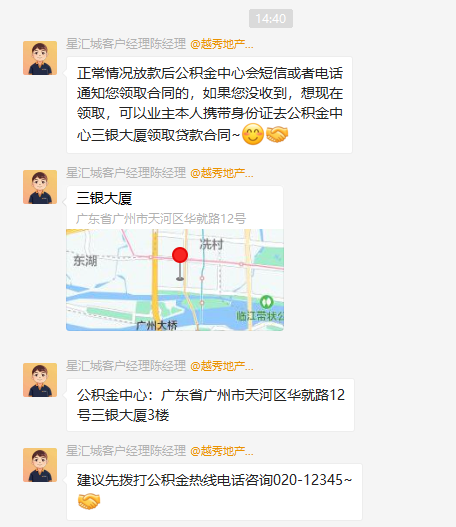 14:40
星汇城客户经理陈经理 @越秀地产...
正常情况放款后公积金中心会短信或者电话
通知您领取合同的，如果您没收到，想现在
领取，可以业主本人携带身份证去公积金中
心三银大厦领取贷款合同~😊🤝
星汇城客户经理陈经理 @越秀地产...
三银大厦
广东省广州市天河区华就路12号
冼村
东湖
临江带状公
广州大桥
星汇城客户经理陈经理 @越秀地产...
公积金中心：广东省广州市天河区华就路12
号三银大厦3楼
星汇城客户经理陈经理 @越秀地产...
建议先拨打公积金热线电话咨询020-12345~
🤝